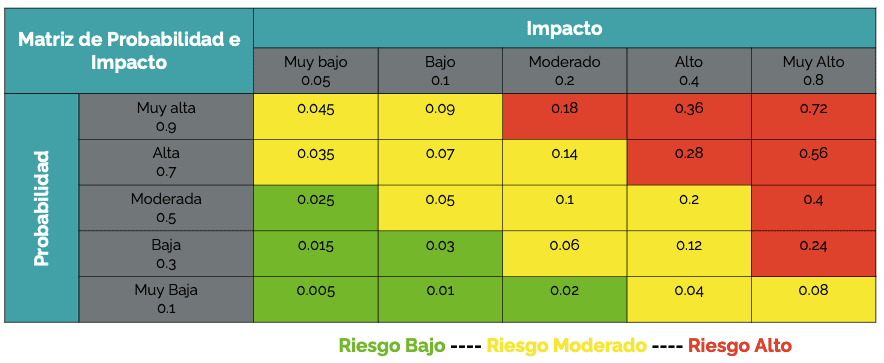 Matriz de Probabilidad e
Impacto
Impacto
Muy bajo
0.05
Bajo
0.1
Moderado
0.2
Alto
0.4
Muy Alto
0.8
Probabilidad
Muy alta
0.9
0.045
0.09
0.18
0.36
0.72
Alta
0.7
0.035
0.07
0.14
0.28
0.56
Moderada
0.5
0.025
0.05
0.1
0.2
0.4
Baja
0.3
0.015
0.03
0.06
0.12
0.24
Muy Baja
0.1
0.005
0.01
0.02
0.04
0.08
Riesgo Bajo ---- Riesgo Moderado ---- Riesgo Alto